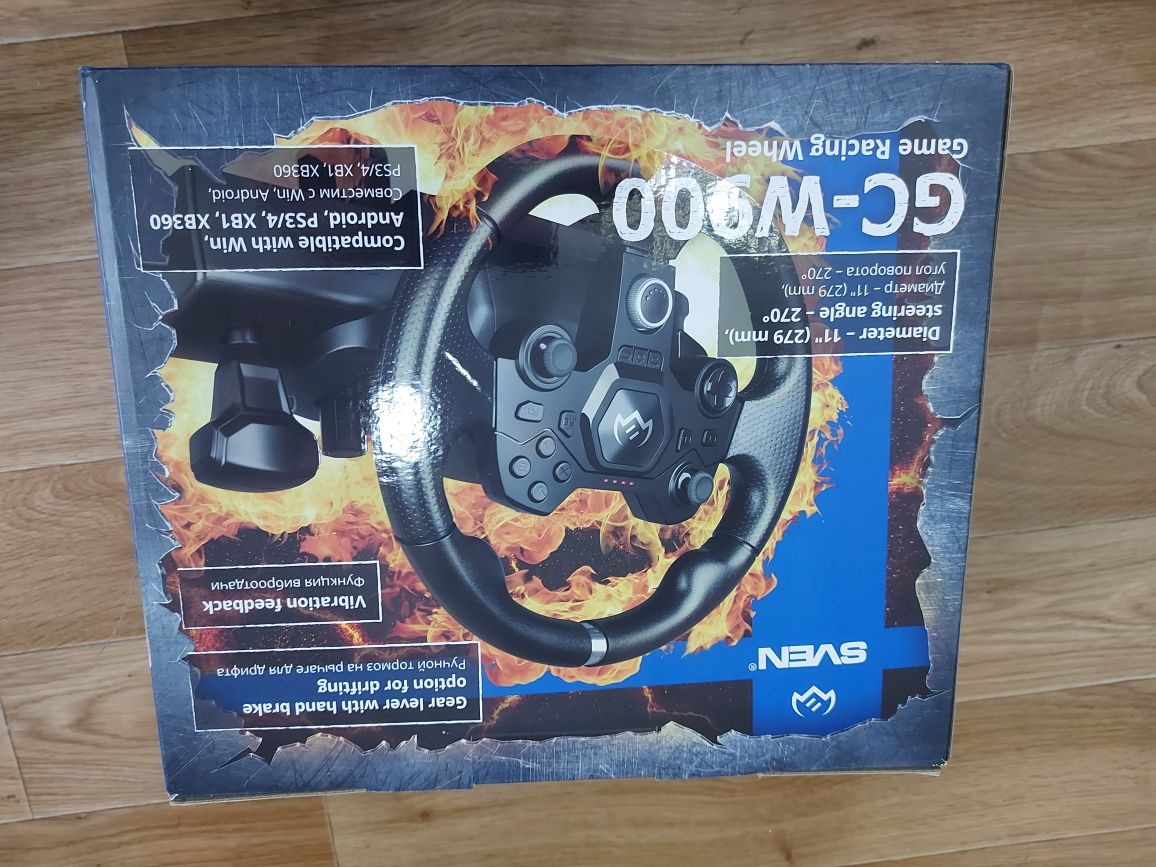 SVEN®
Gear lever with hand brake
option for drifting
Ручной тормоз на рычаге для дрифта
Vibration feedback
Функция виброотдачи
Diameter – 11" (279 mm),
steering angle – 270°
Диаметр – 11" (279 mm),
угол поворота – 270°
GC-W900
Game Racing Wheel
Compatible with Win,
Android, PS3/4, XB1, XB360
Совместим с Win, Android,
PS3/4, XB1, XB360